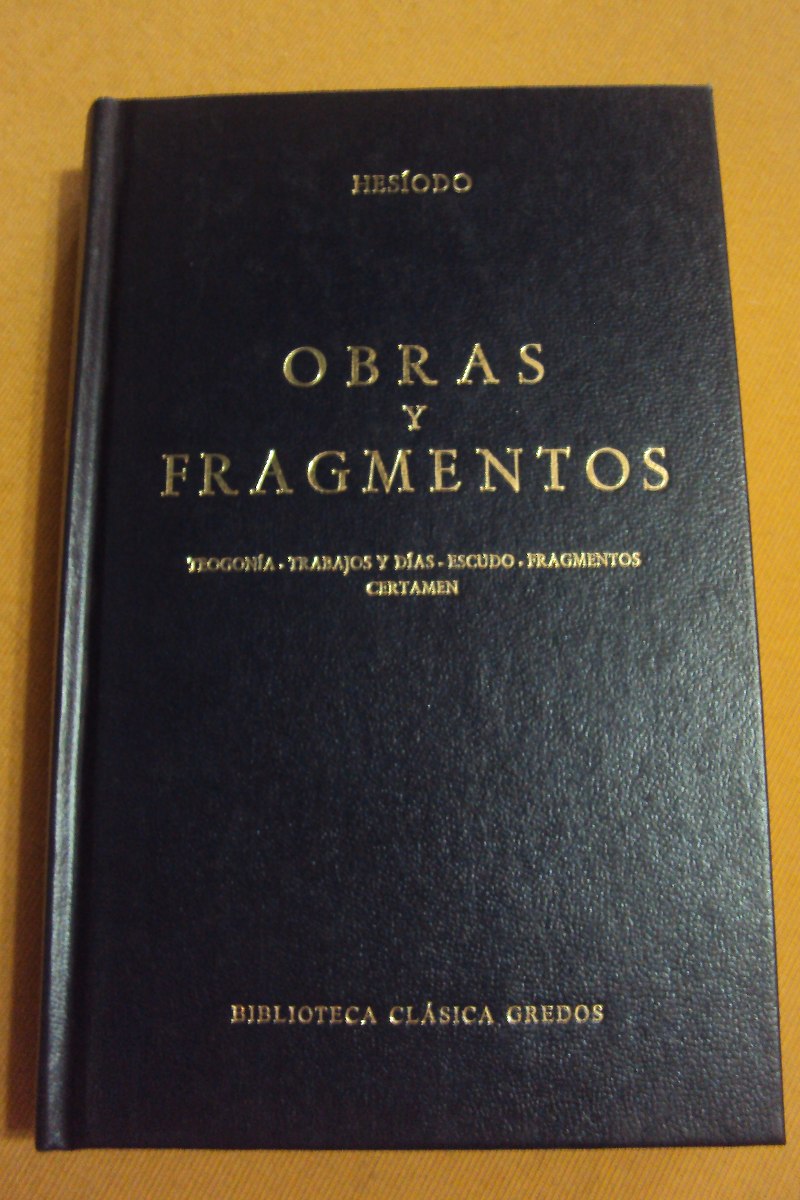 HESÍODO
OBRAS
Y
FRAGMENTOS
TEOGONÍA · TRABAJOS Y DÍAS · ESCUDO · FRAGMENTOS
CERTAMEN
BIBLIOTECA CLÁSICA GREDOS